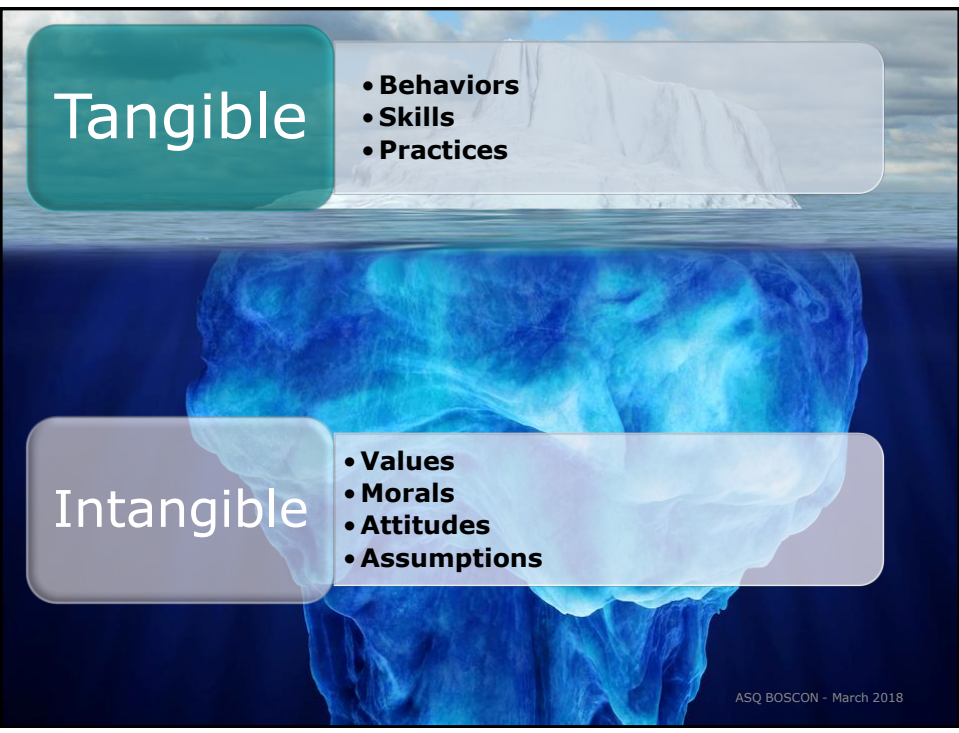 Tangible
• Behaviors
• Skills
• Practices
Intangible
• Values
• Morals
• Attitudes
• Assumptions
ASQ BOSCON - March 2018